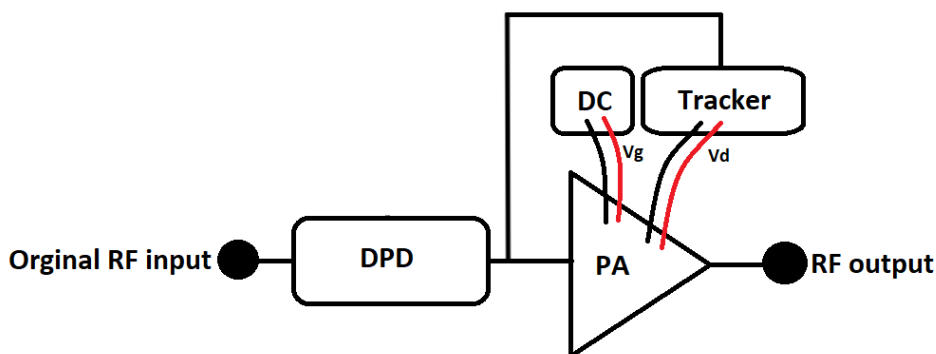 DC
Tracker
Vg
Vd
Orginal RF input
DPD
PA
RF output